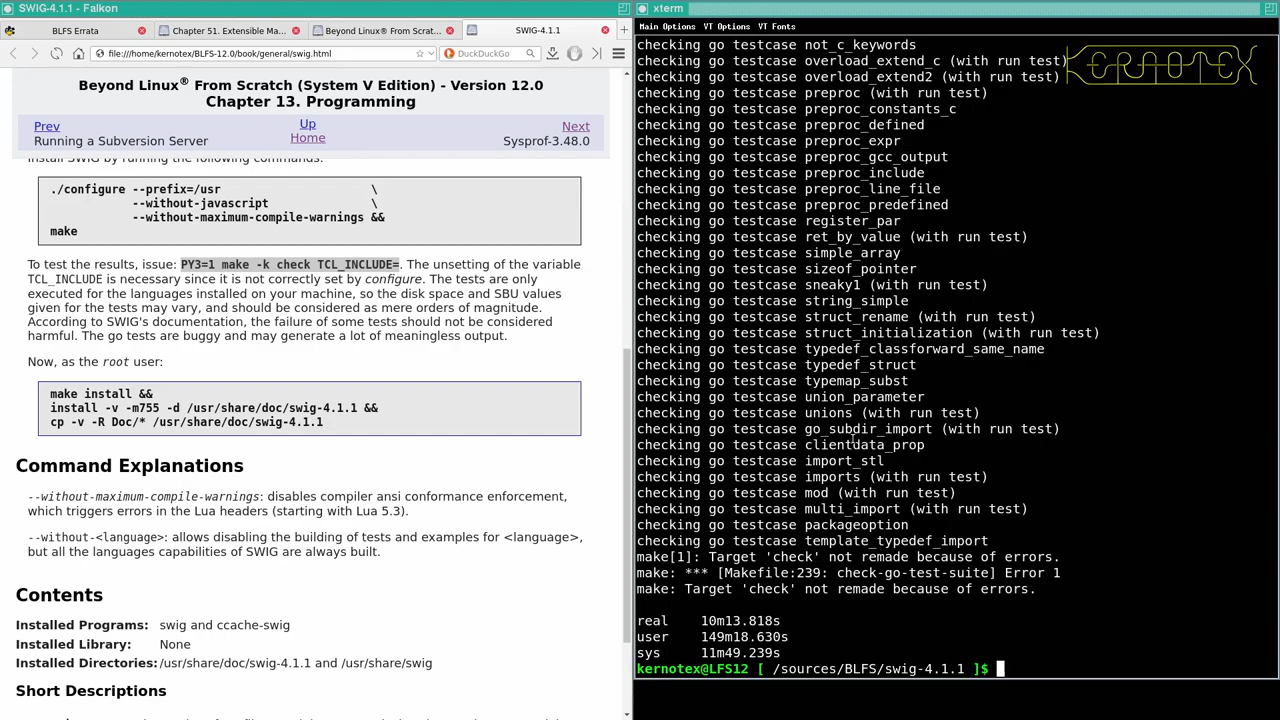 SWIG-4.1.1 - Falkon
BLFS Errata
Chapter 51. Extensible Ma...
Beyond Linux® From Scrat...
SWIG-4.1.1
file:///home/kernotex/BLFS-12.0/book/general/swig.html
DuckDuckGo
Beyond Linux® From Scratch (System V Edition) - Version 12.0
Chapter 13. Programming
Prev
Up
Next
Running a Subversion Server
Home
Sysprof-3.48.0
Install SWIG by running the following commands:
./configure --prefix=/usr \
--without-javascript \
--without-maximum-compile-warnings &&
make
To test the results, issue: PY3=1 make -k check TCL_INCLUDE=. The unsetting of the variable
TCL_INCLUDE is necessary since it is not correctly set by configure. The tests are only
executed for the languages installed on your machine, so the disk space and SBU values
given for the tests may vary, and should be considered as mere orders of magnitude.
According to SWIG's documentation, the failure of some tests should not be considered
harmful. The go tests are buggy and may generate a lot of meaningless output.
Now, as the root user:
make install &&
install -v -m755 -d /usr/share/doc/swig-4.1.1 &&
cp -v -R Doc/* /usr/share/doc/swig-4.1.1
Command Explanations
--without-maximum-compile-warnings: disables compiler ansi conformance enforcement,
which triggers errors in the Lua headers (starting with Lua 5.3).
--without-<language>: allows disabling the building of tests and examples for <language>,
but all the languages capabilities of SWIG are always built.
Contents
Installed Programs: swig and ccache-swig
Installed Library: None
Installed Directories: /usr/share/doc/swig-4.1.1 and /usr/share/swig
Short Descriptions
xterm
Main Options VT Options VT Fonts
KERNOTEX
checking go testcase not_c_keywords
checking go testcase overload_extend_c (with run test)
checking go testcase overload_extend2 (with run test)
checking go testcase preproc (with run test)
checking go testcase preproc_constants_c
checking go testcase preproc_defined
checking go testcase preproc_expr
checking go testcase preproc_gcc_output
checking go testcase preproc_include
checking go testcase preproc_line_file
checking go testcase preproc_predefined
checking go testcase register_par
checking go testcase ret_by_value (with run test)
checking go testcase simple_array
checking go testcase sizeof_pointer
checking go testcase sneaky1 (with run test)
checking go testcase string_simple
checking go testcase struct_rename (with run test)
checking go testcase struct_initialization (with run test)
checking go testcase typedef_classforward_same_name
checking go testcase typedef_struct
checking go testcase typemap_subst
checking go testcase union_parameter
checking go testcase unions (with run test)
checking go testcase go_subdir_import (with run test)
checking go testcase clientdata_prop
checking go testcase import_stl
checking go testcase imports (with run test)
checking go testcase mod (with run test)
checking go testcase multi_import (with run test)
checking go testcase packageoption
checking go testcase template_typedef_import
make[1]: Target 'check' not remade because of errors.
make: *** [Makefile:239: check-go-test-suite] Error 1
make: Target 'check' not remade because of errors.
real 10m13.818s
user 149m18.630s
sys 11m49.239s
kernotex@LFS12 [ /sources/BLFS/swig-4.1.1 ]$